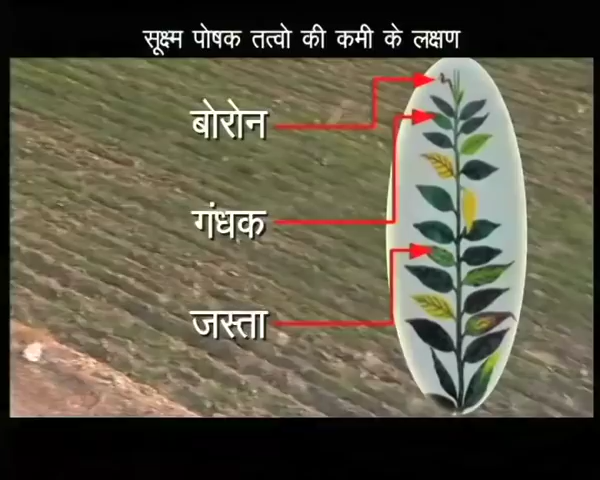 सूक्ष्म पोषक तत्वो की कमी के लक्षण
बोरोन
गंधक
जस्ता